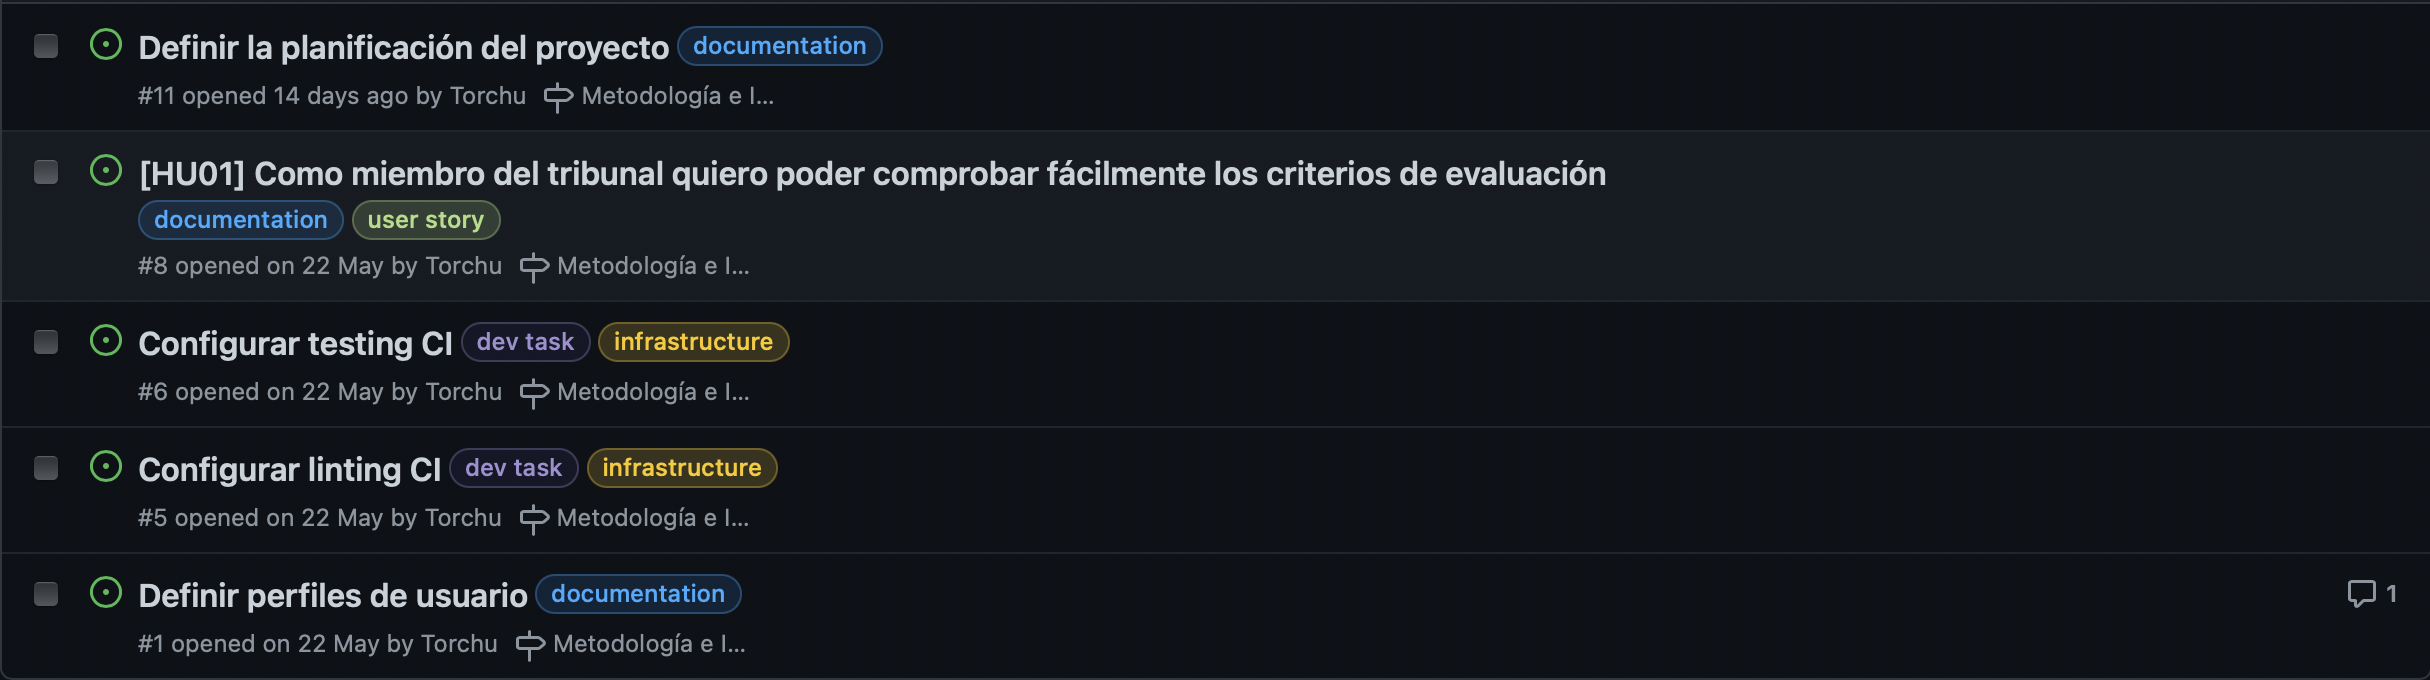 Definir la planificación del proyecto documentation
#11 opened 14 days ago by Torchu Metodología e I...
[HU01] Como miembro del tribunal quiero poder comprobar fácilmente los criterios de evaluación
documentation user story
#8 opened on 22 May by Torchu Metodología e I...
Configurar testing CI dev task infrastructure
#6 opened on 22 May by Torchu Metodología e I...
Configurar linting CI dev task infrastructure
#5 opened on 22 May by Torchu Metodología e I...
Definir perfiles de usuario documentation 1
#1 opened on 22 May by Torchu Metodología e I...